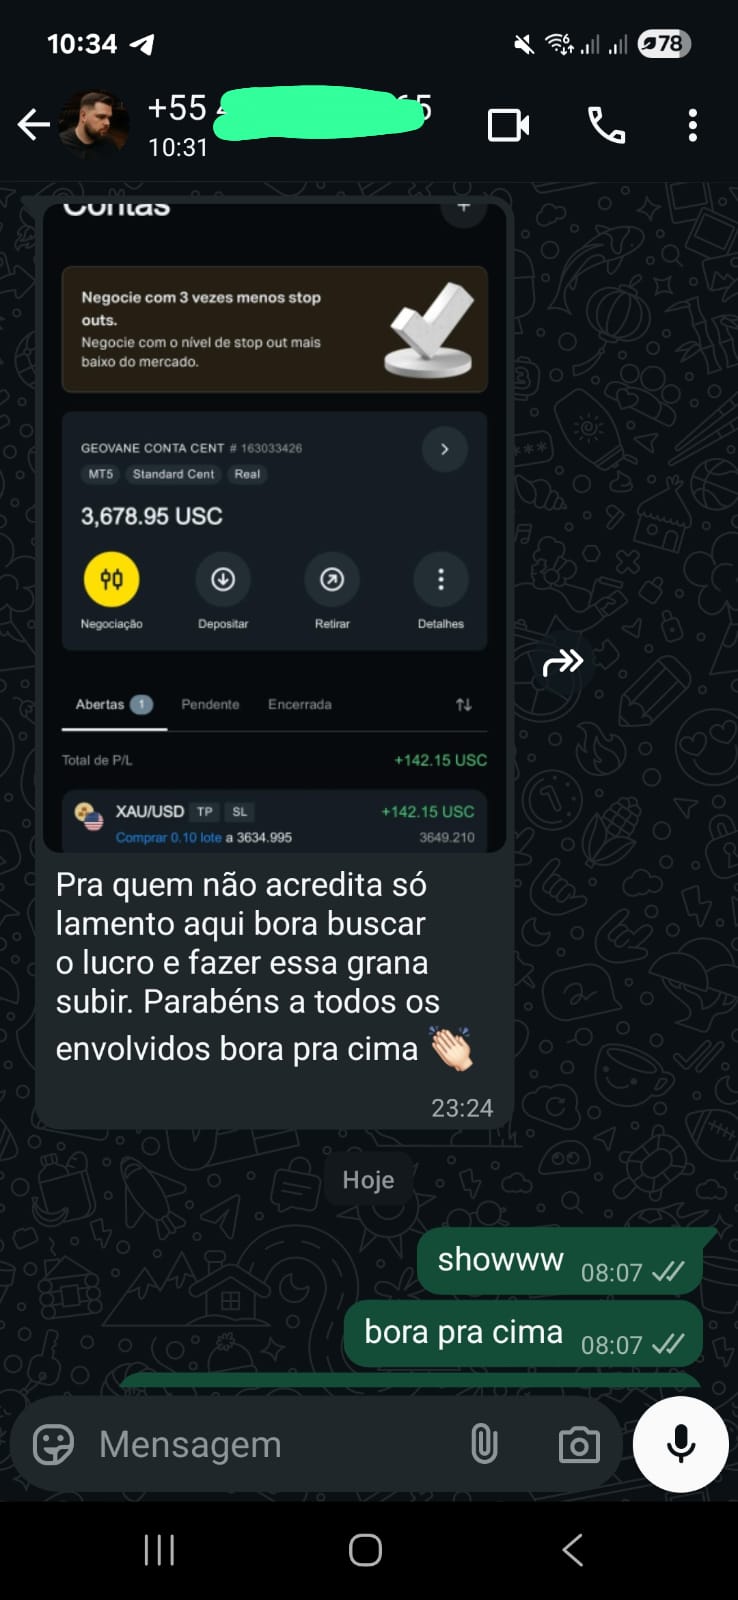 10:34
78
+55
10:31
Contas
+
Negocie com 3 vezes menos stop
outs.
Negocie com o nível de stop out mais
baixo do mercado.
GEOVANE CONTA CENT # 163033426
MT5 Standard Cent Real
3,678.95 USC
Negociação Depositar Retirar Detalhes
Abertas 1 Pendente Encerrada
Total de P/L +142.15 USC
XAU/USD TP SL +142.15 USC
Comprar 0.10 lote a 3634.995 3649.210
Pra quem não acredita só
lamento aqui bora buscar
o lucro e fazer essa grana
subir. Parabéns a todos os
envolvidos bora pra cima 👏🏻
23:24
Hoje
showww 08:07
bora pra cima 08:07
Mensagem